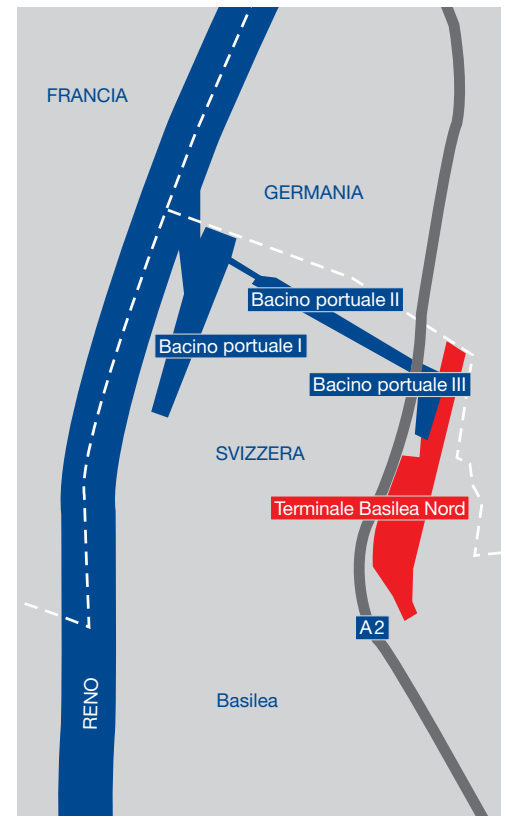 FRANCIA
GERMANIA
Bacino portuale II
Bacino portuale I
Bacino portuale III
SVIZZERA
Terminale Basilea Nord
A2
RENO
Basilea